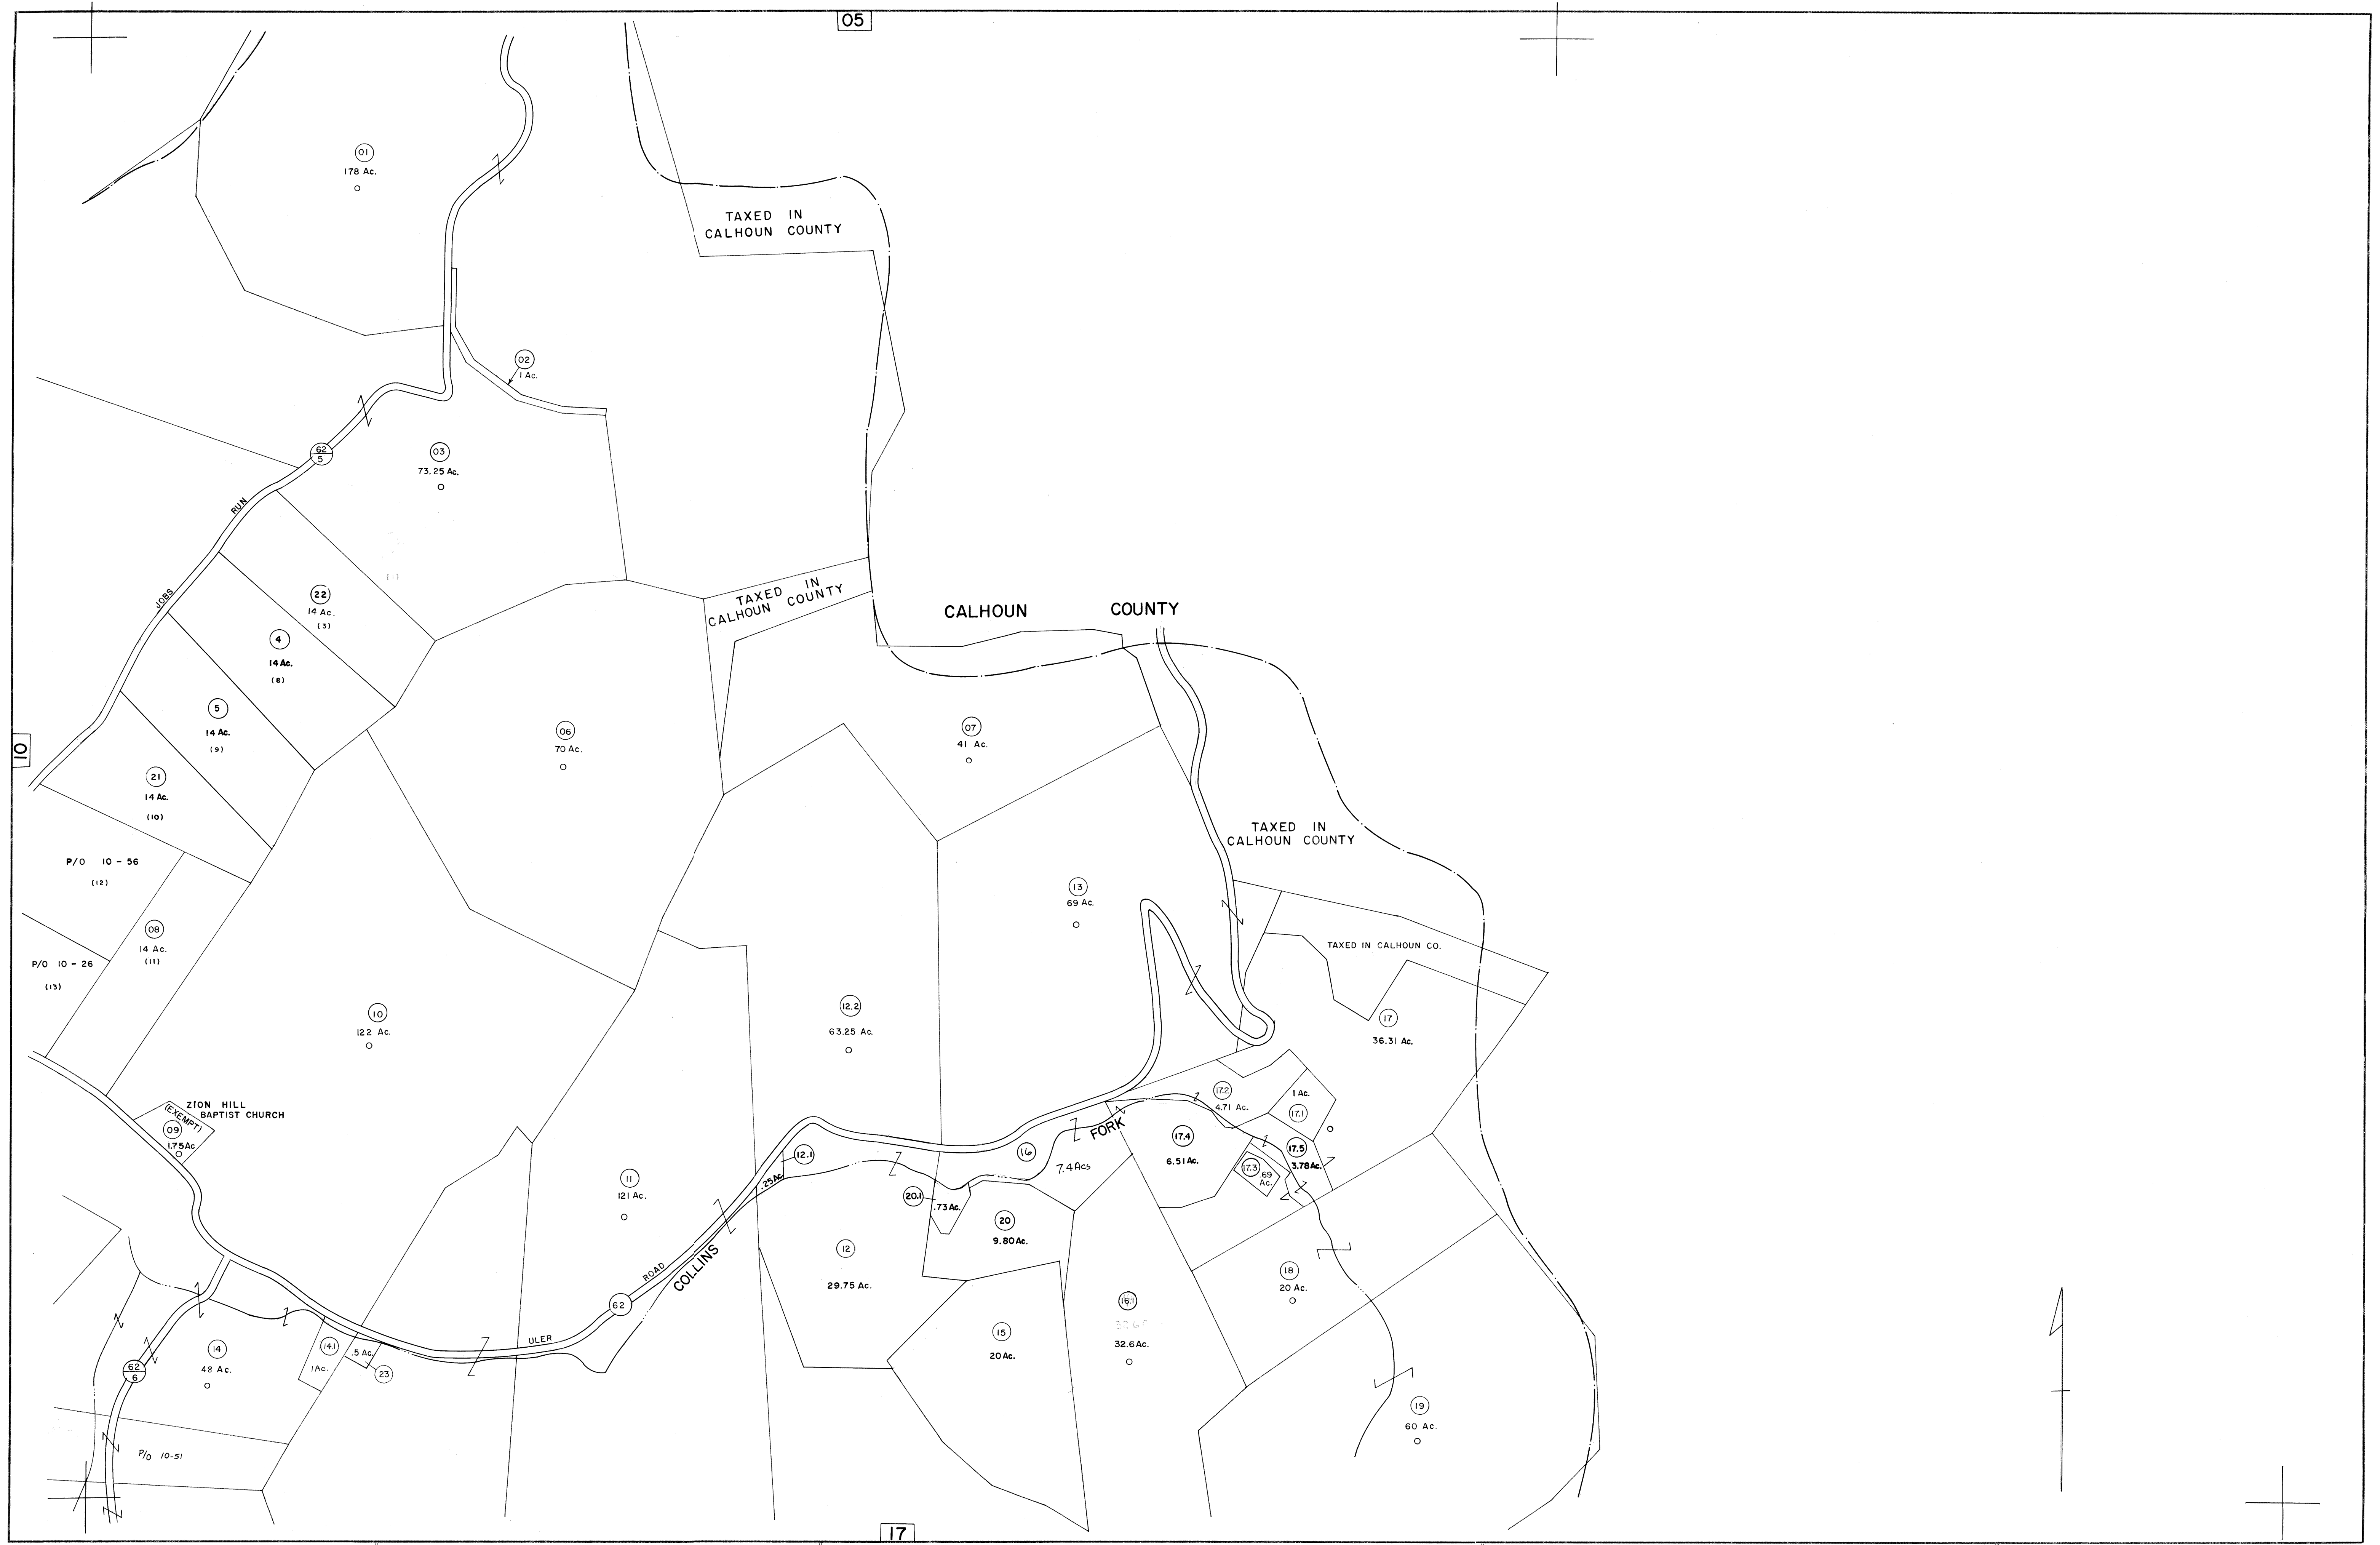 05
01
178 Ac.
TAXED IN
CALHOUN COUNTY
02
1 Ac.
62
5
03
73.25 Ac.
RUN
JOBS
(1)
22
14 Ac.
(3)
TAXED IN
CALHOUN COUNTY
CALHOUN COUNTY
4
14 Ac.
(8)
5
14 Ac.
(9)
06
70 Ac.
07
41 Ac.
10
21
14 Ac.
(10)
TAXED IN
CALHOUN COUNTY
P/O 10 - 56
(12)
13
69 Ac.
08
14 Ac.
(11)
TAXED IN CALHOUN CO.
P/O 10 - 26
(13)
10
122 Ac.
12.2
63.25 Ac.
17
36.31 Ac.
17.2
4.71 Ac.
1 Ac.
17.1
ZION HILL
BAPTIST CHURCH
(EXEMPT)
09
1.75 Ac
FORK
16
7.4 Acs
17.4
6.51 Ac.
17.5
3.78 Ac.
17.3
.69
Ac.
12.1
.25 Ac.
11
121 Ac.
20.1
.73 Ac.
20
9.80 Ac.
12
29.75 Ac.
COLLINS
ROAD
62
ULER
18
20 Ac.
16.1
32.6 Ac.
15
20 Ac.
14
48 Ac.
14.1
1 Ac.
.5 Ac.
23
62
6
19
60 Ac.
P/O 10-51
17